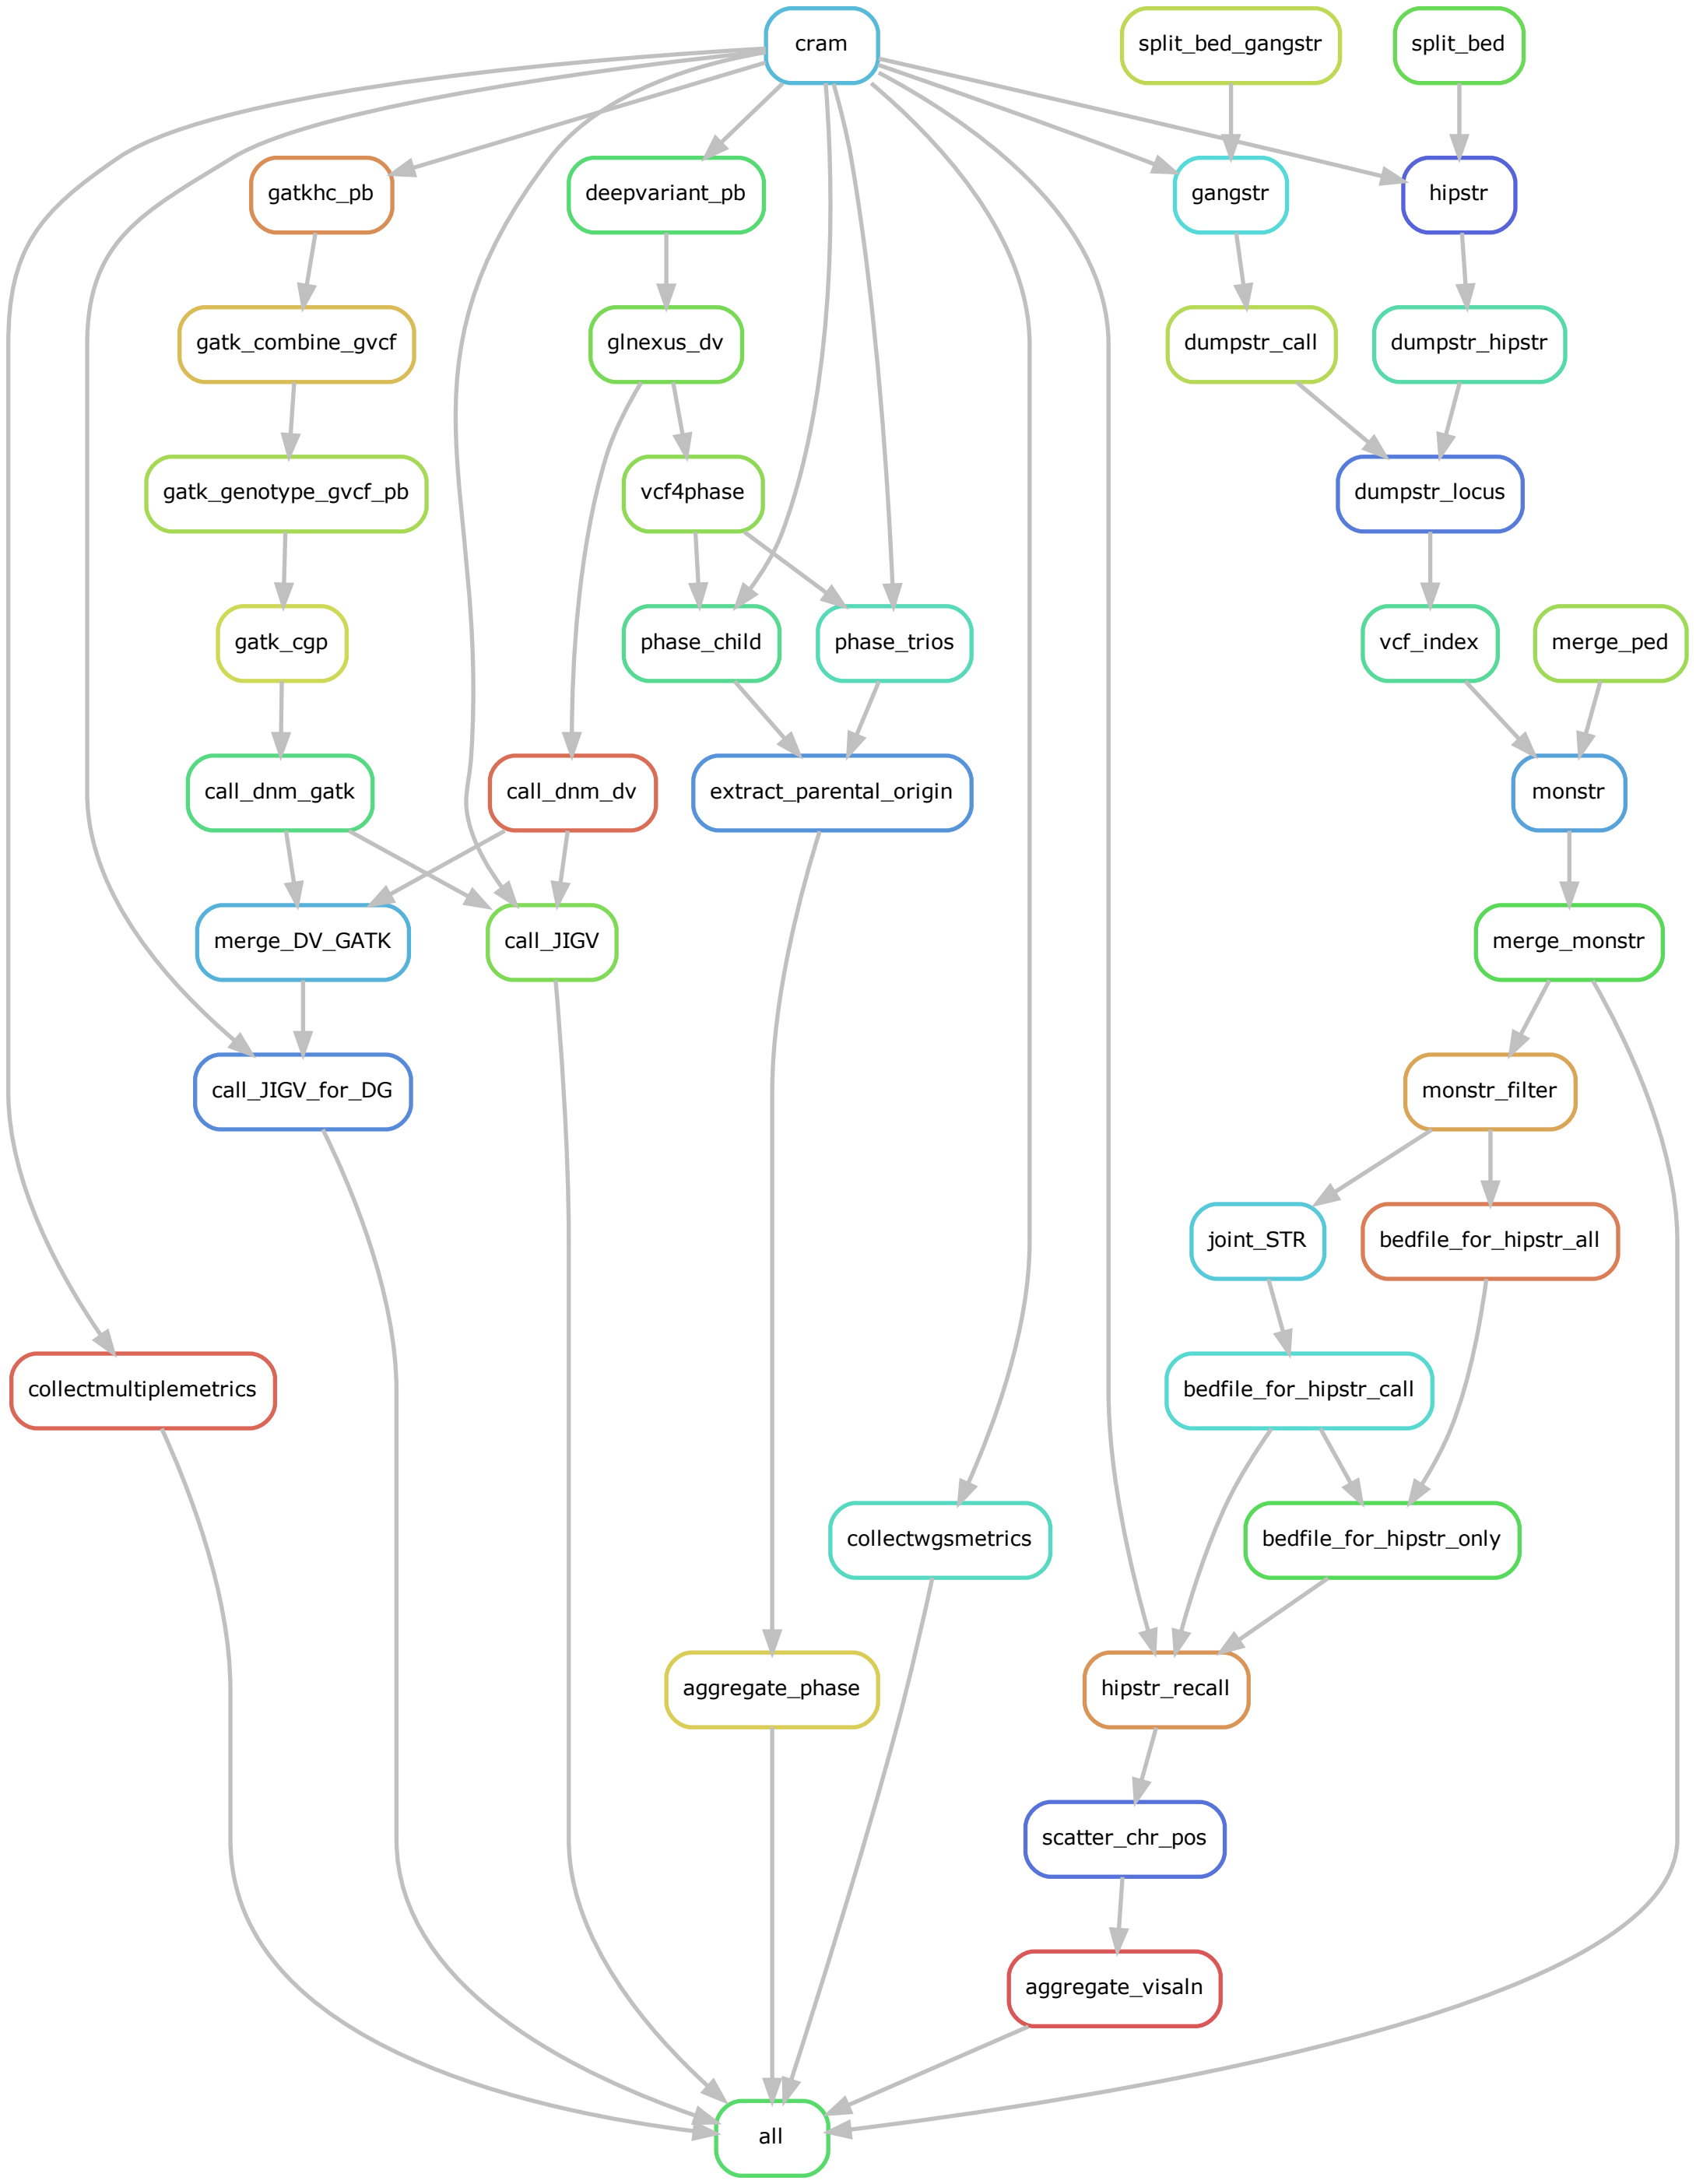 cram
split_bed_gangstr
split_bed
gatkhc_pb
deepvariant_pb
gangstr
hipstr
gatk_combine_gvcf
glnexus_dv
dumpstr_call
dumpstr_hipstr
gatk_genotype_gvcf_pb
vcf4phase
dumpstr_locus
gatk_cgp
phase_child
phase_trios
vcf_index
merge_ped
call_dnm_gatk
call_dnm_dv
extract_parental_origin
monstr
merge_DV_GATK
call_JIGV
merge_monstr
call_JIGV_for_DG
monstr_filter
joint_STR
bedfile_for_hipstr_all
collectmultiplemetrics
bedfile_for_hipstr_call
collectwgsmetrics
bedfile_for_hipstr_only
aggregate_phase
hipstr_recall
scatter_chr_pos
aggregate_visaln
all